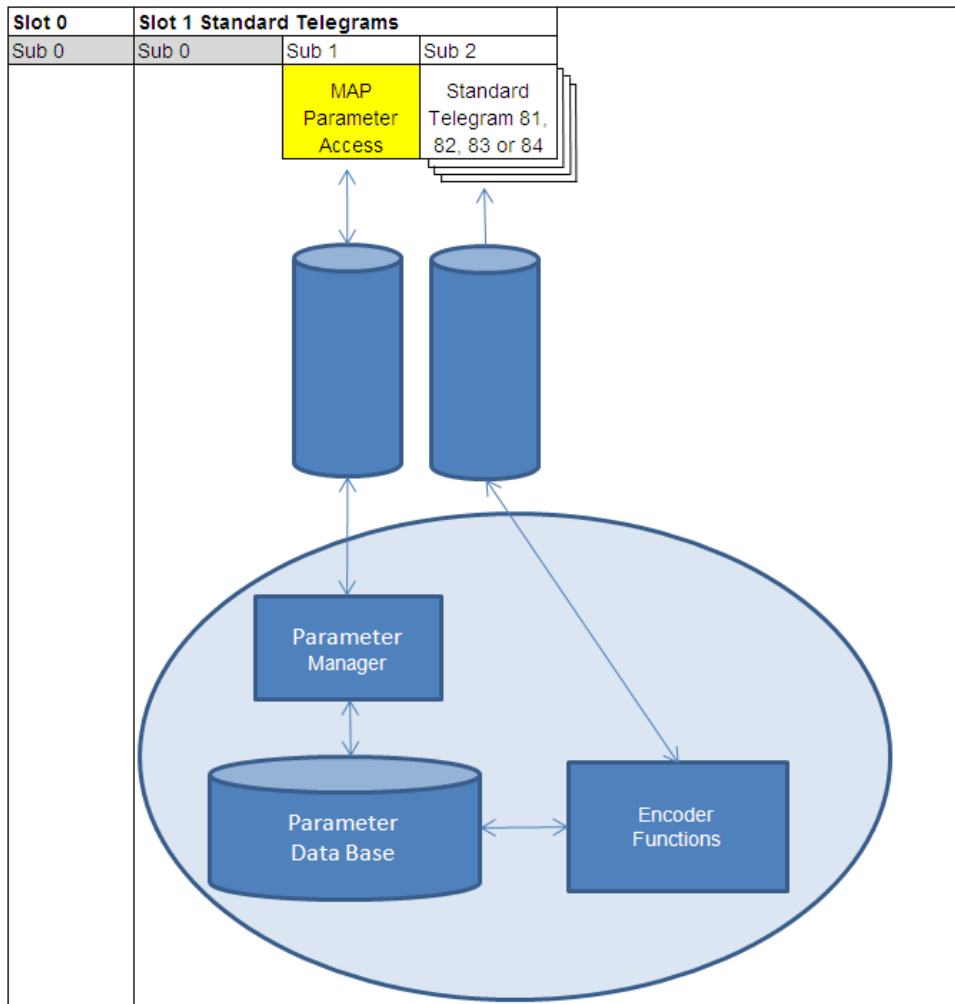 Slot 0
Slot 1 Standard Telegrams
Sub 0
Sub 0
Sub 1
Sub 2
MAP
Parameter
Access
Standard
Telegram 81,
82, 83 or 84
Parameter
Manager
Parameter
Data Base
Encoder
Functions